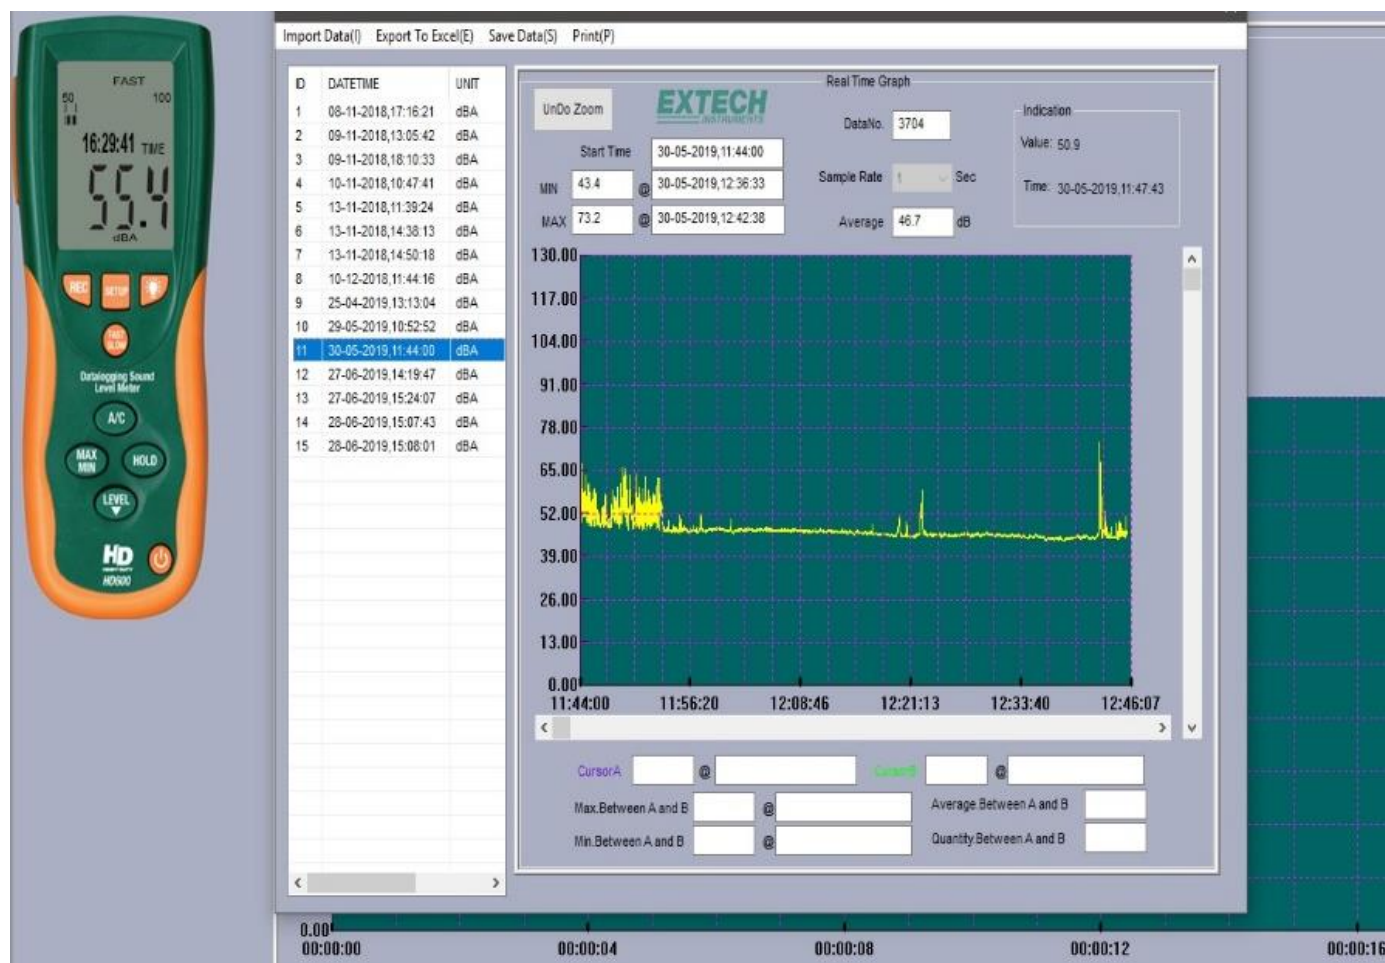 Import Data(I) Export To Excel(E) Save Data(S) Print(P)
FAST
50 100
16:29:41 TIME
55.4
dBA
REC SETUP
FAST
SLOW
Datalogging Sound
Level Meter
A/C
MAX
MIN
HOLD
LEVEL
HD
HEAVY DUTY
HD600
ID DATETIME UNIT
1 08-11-2018,17:16:21 dBA
2 09-11-2018,13:05:42 dBA
3 09-11-2018,18:10:33 dBA
4 10-11-2018,10:47:41 dBA
5 13-11-2018,11:39:24 dBA
6 13-11-2018,14:38:13 dBA
7 13-11-2018,14:50:18 dBA
8 10-12-2018,11:44:16 dBA
9 25-04-2019,13:13:04 dBA
10 29-05-2019,10:52:52 dBA
11 30-05-2019,11:44:00 dBA
12 27-06-2019,14:19:47 dBA
13 27-06-2019,15:24:07 dBA
14 28-06-2019,15:07:43 dBA
15 28-06-2019,15:08:01 dBA
Real Time Graph
UnDo Zoom
EXTECH
INSTRUMENTS
DataNo. 3704
Indication
Value: 50.9
Time: 30-05-2019,11:47:43
Start Time 30-05-2019,11:44:00
Sample Rate 1 Sec
MIN 43.4 @ 30-05-2019,12:36:33
MAX 73.2 @ 30-05-2019,12:42:38
Average 46.7 dB
130.00
117.00
104.00
91.00
78.00
65.00
52.00
39.00
26.00
13.00
0.00
11:44:00 11:56:20 12:08:46 12:21:13 12:33:40 12:46:07
CursorA @ CursorB @
Max.Between A and B @ Average.Between A and B
Min.Between A and B @ Quantity.Between A and B
0.00
00:00:00 00:00:04 00:00:08 00:00:12 00:00:16